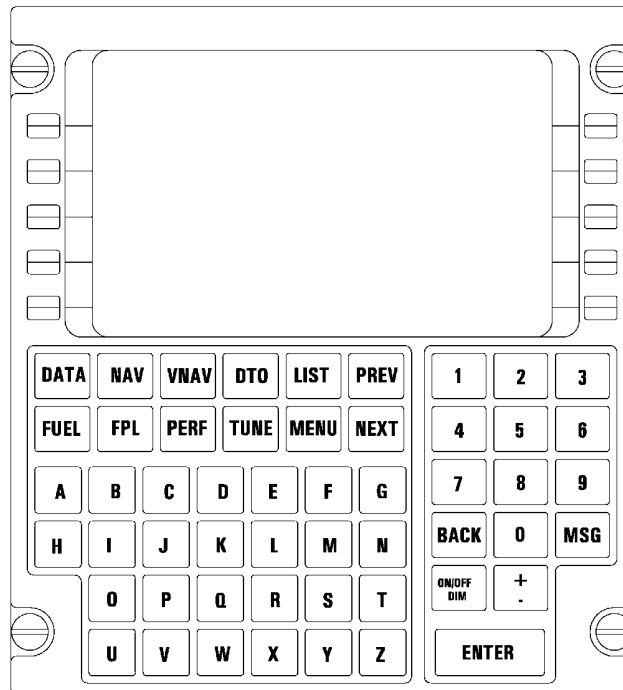 DATA NAV VNAV DTO LIST PREV
FUEL FPL PERF TUNE MENU NEXT
A B C D E F G
H I J K L M N
O P Q R S T
U V W X Y Z
1 2 3
4 5 6
7 8 9
BACK 0 MSG
ON/OFF
DIM
+
-
ENTER